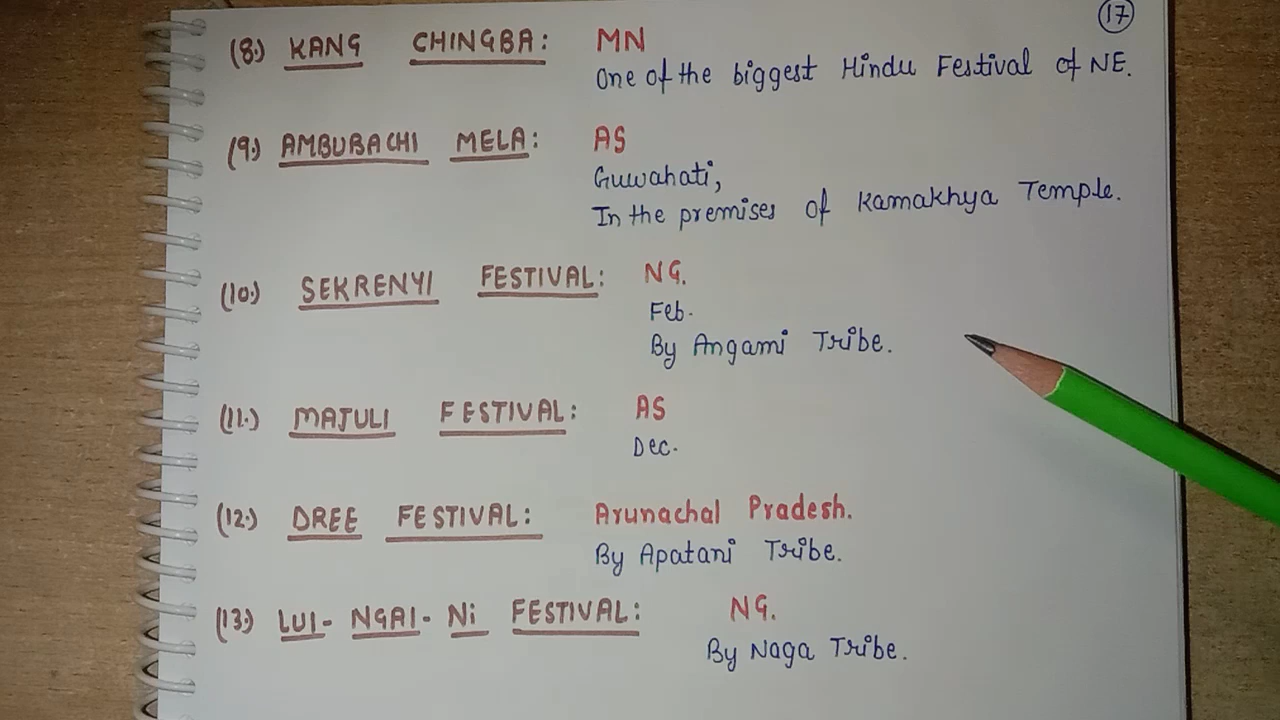 17
(8.) KANG CHINGBA: MN
One of the biggest Hindu Festival of NE.
(9.) AMBUBACHI MELA: AS
Guwahati,
In the premises of Kamakhya Temple.
(10.) SEKRENYI FESTIVAL: NG.
Feb.
By Angami Tribe.
(11.) MAJULI FESTIVAL: AS
Dec.
(12.) DREE FESTIVAL: Arunachal Pradesh.
By Apatani Tribe.
(13.) LUI-NGAI-Ni FESTIVAL: NG.
By Naga Tribe.